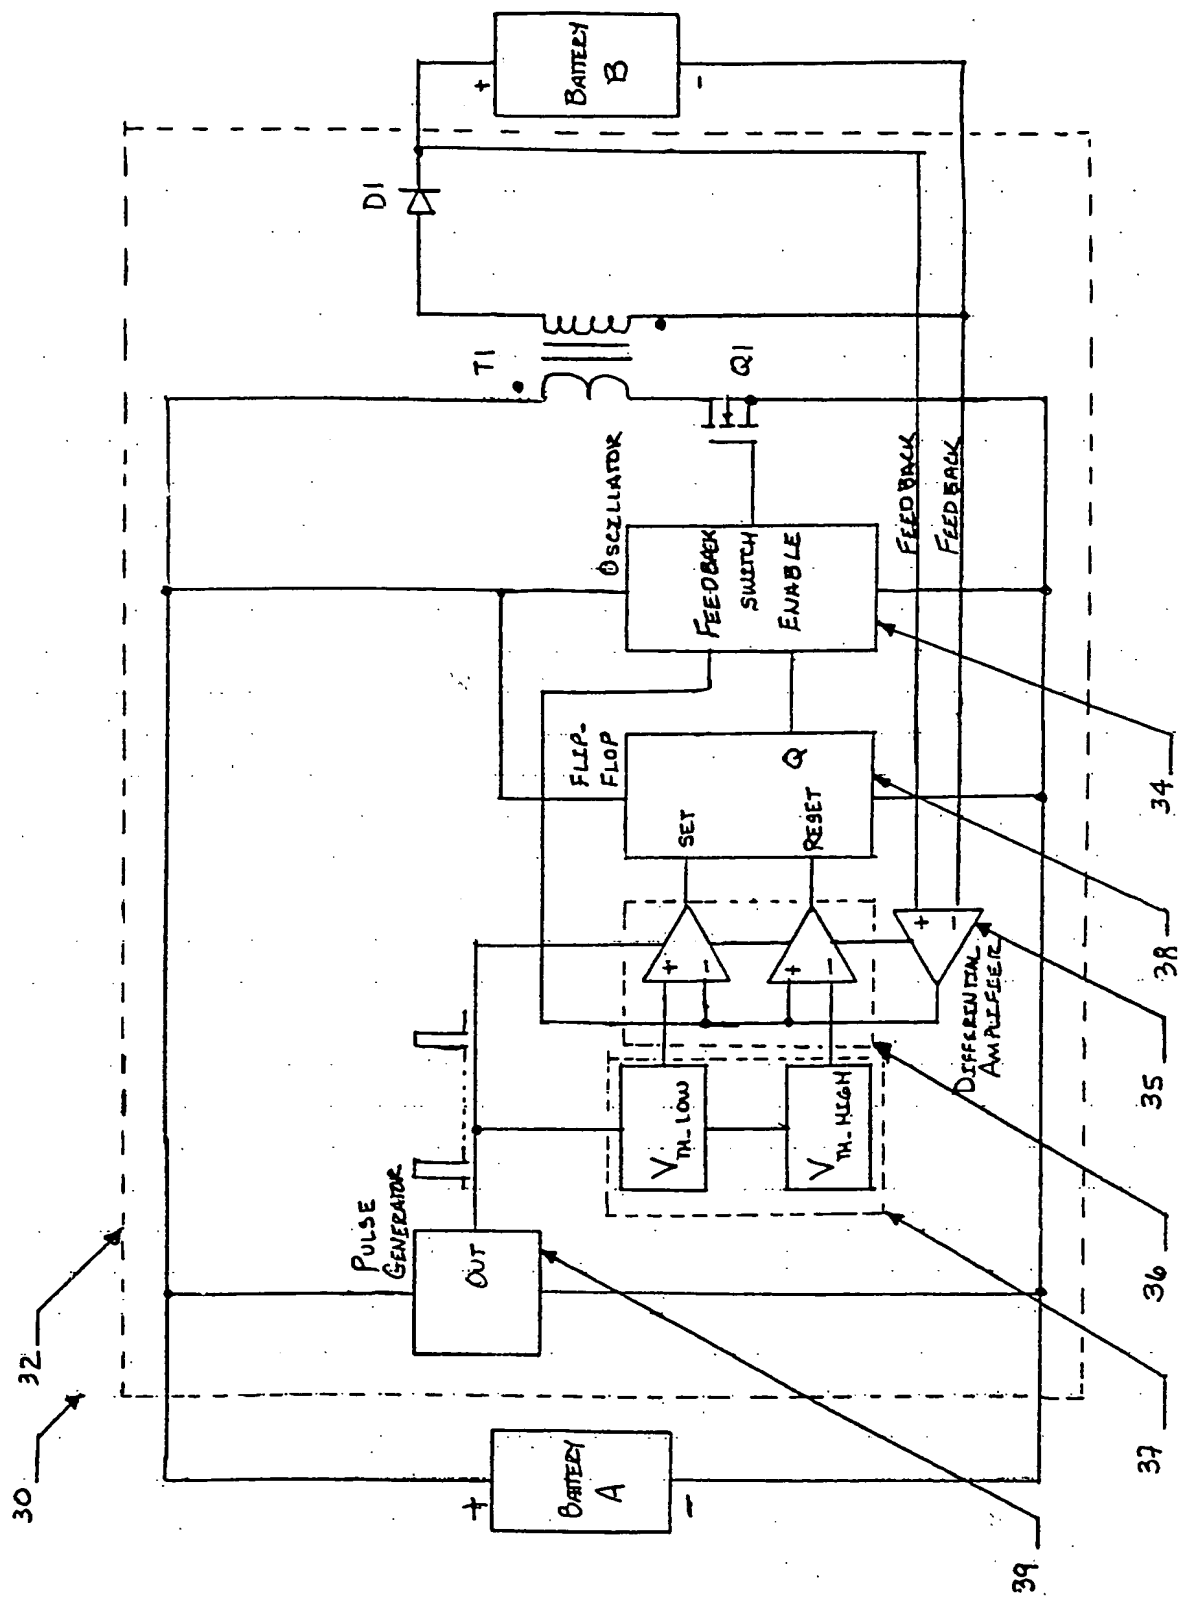 30
32
BATTERY
A
+
-
PULSE
GENERATOR
OUT
39
VTH-LOW
VTH-HIGH
37
36
+
-
+
-
DIFFERENTIAL
AMPLIFIER
+
-
35
FLIP-
FLOP
SET
RESET
Q
38
OSCILLATOR
FEEDBACK
SWITCH
ENABLE
34
FEEDBACK
FEEDBACK
T1
Q1
D1
BATTERY
B
+
-